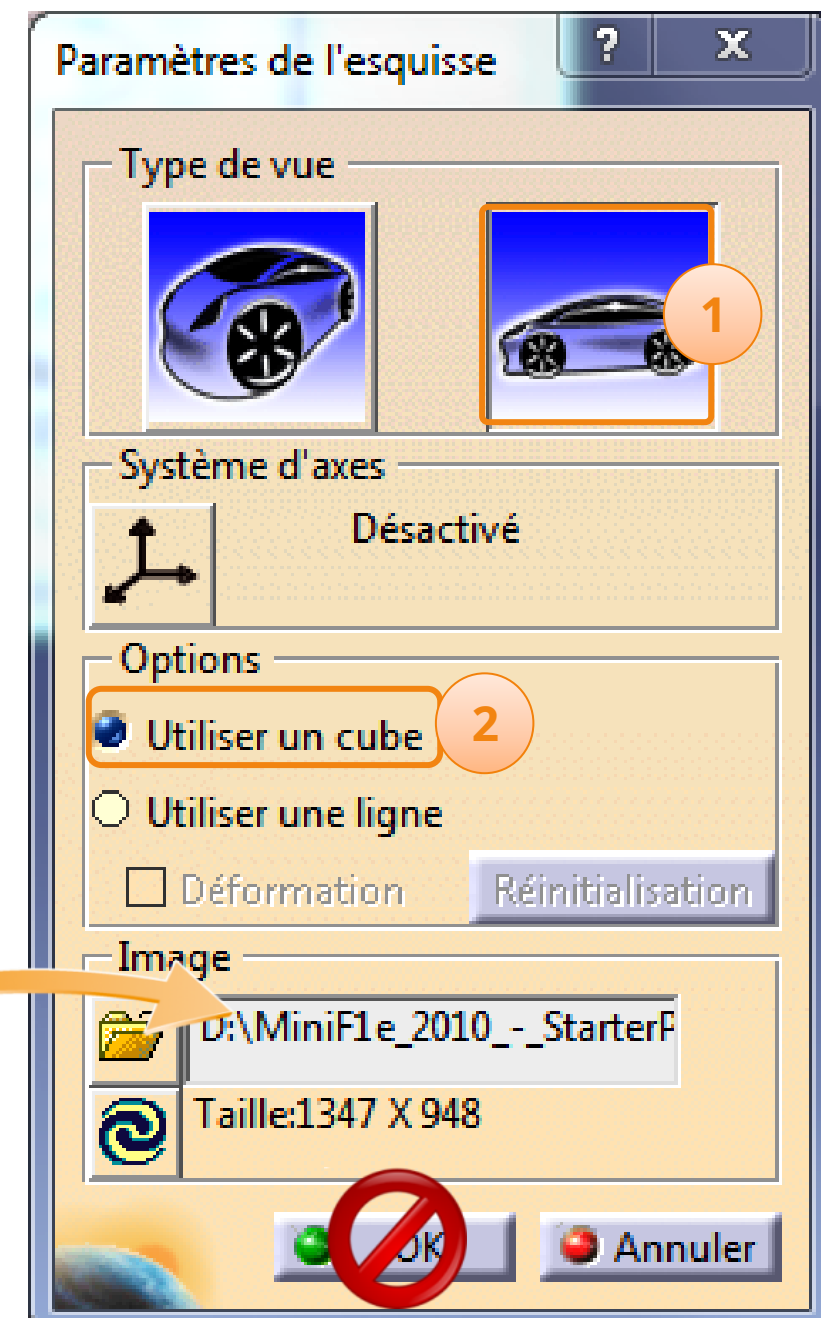 Paramètres de l'esquisse
?
X
Type de vue
1
Système d'axes
Désactivé
Options
Utiliser un cube
2
Utiliser une ligne
Déformation
Réinitialisation
Image
D:\MiniF1e_2010_-_StarterP
Taille:1347 X 948
OK
Annuler